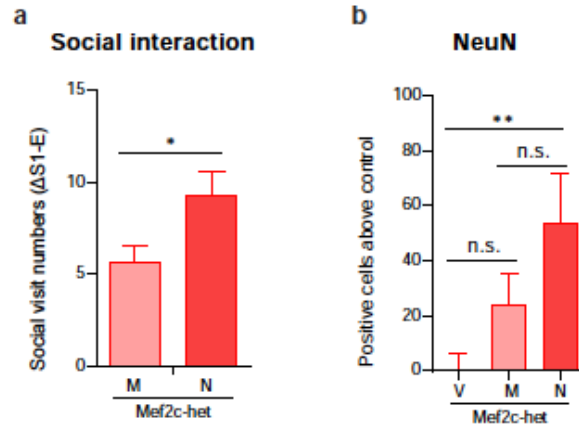 a
Social interaction
Social visit numbers (ΔS1-E)
15
10
5
0
*
M N
Mef2c-het
b
NeuN
Positive cells above control
100
80
60
40
20
0
**
n.s.
n.s.
V M N
Mef2c-het